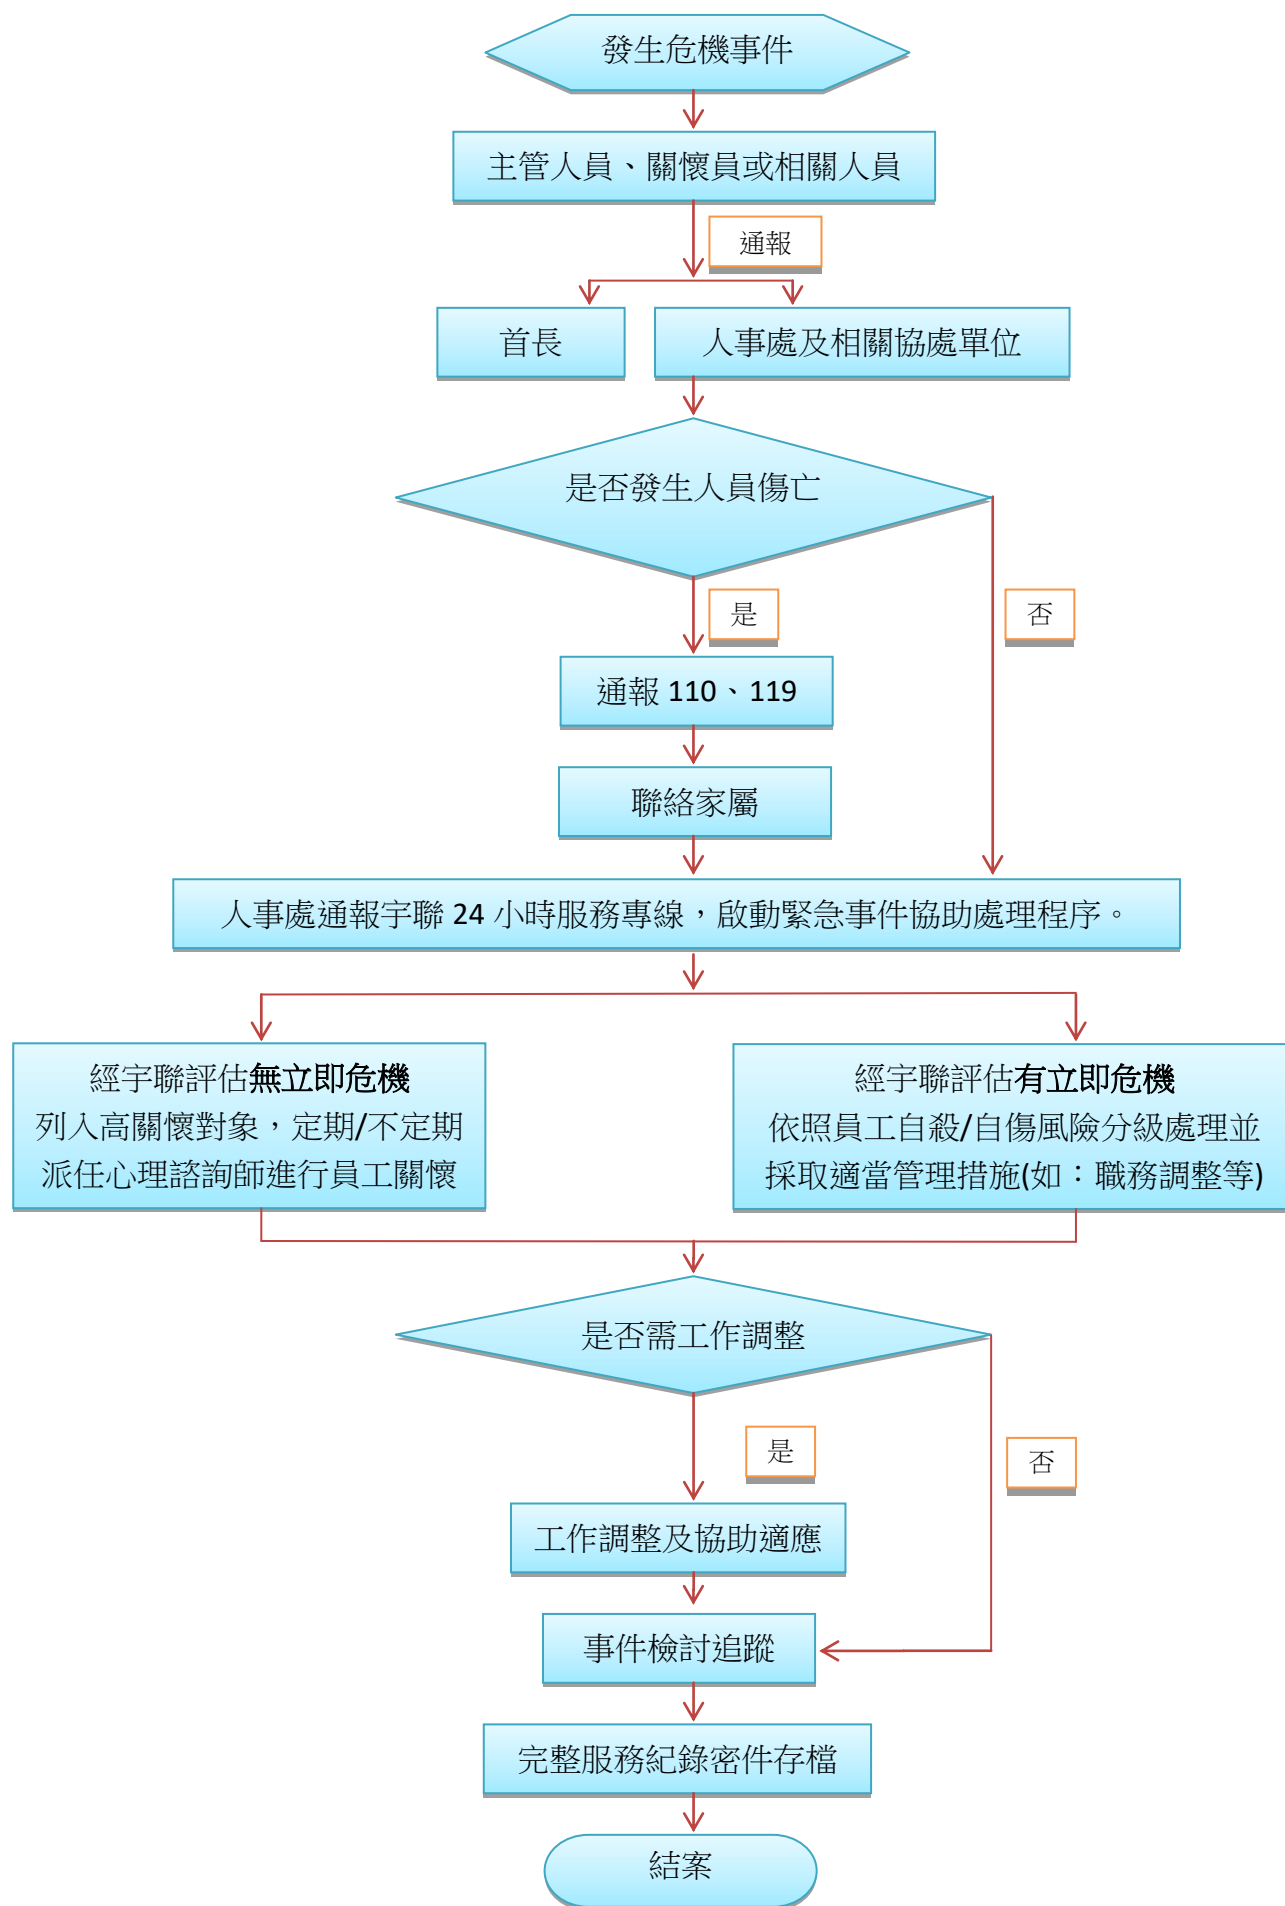 發生危機事件
主管人員、關懷員或相關人員
通報
首長
人事處及相關協處單位
是否發生人員傷亡
是
否
通報 110、119
聯絡家屬
人事處通報宇聯 24 小時服務專線，啟動緊急事件協助處理程序。
經宇聯評估無立即危機
列入高關懷對象，定期/不定期
派任心理諮詢師進行員工關懷
經宇聯評估有立即危機
依照員工自殺/自傷風險分級處理並
採取適當管理措施(如：職務調整等)
是否需工作調整
是
否
工作調整及協助適應
事件檢討追蹤
完整服務紀錄密件存檔
結案